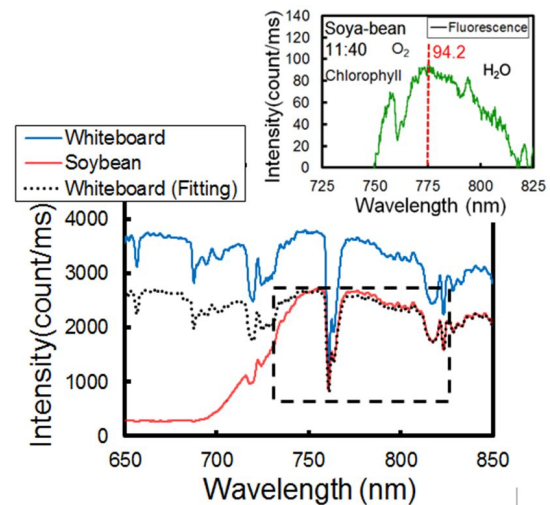 140
120
100
80
60
40
20
0
Intensity(count/ms)
Soya-bean
Fluorescence
11:40
O2
94.2
Chlorophyll
H2O
725
750
775
800
825
Wavelength (nm)
Whiteboard
Soybean
Whiteboard (Fitting)
4000
3000
2000
1000
0
Intensity(count/ms)
650
700
750
800
850
Wavelength (nm)